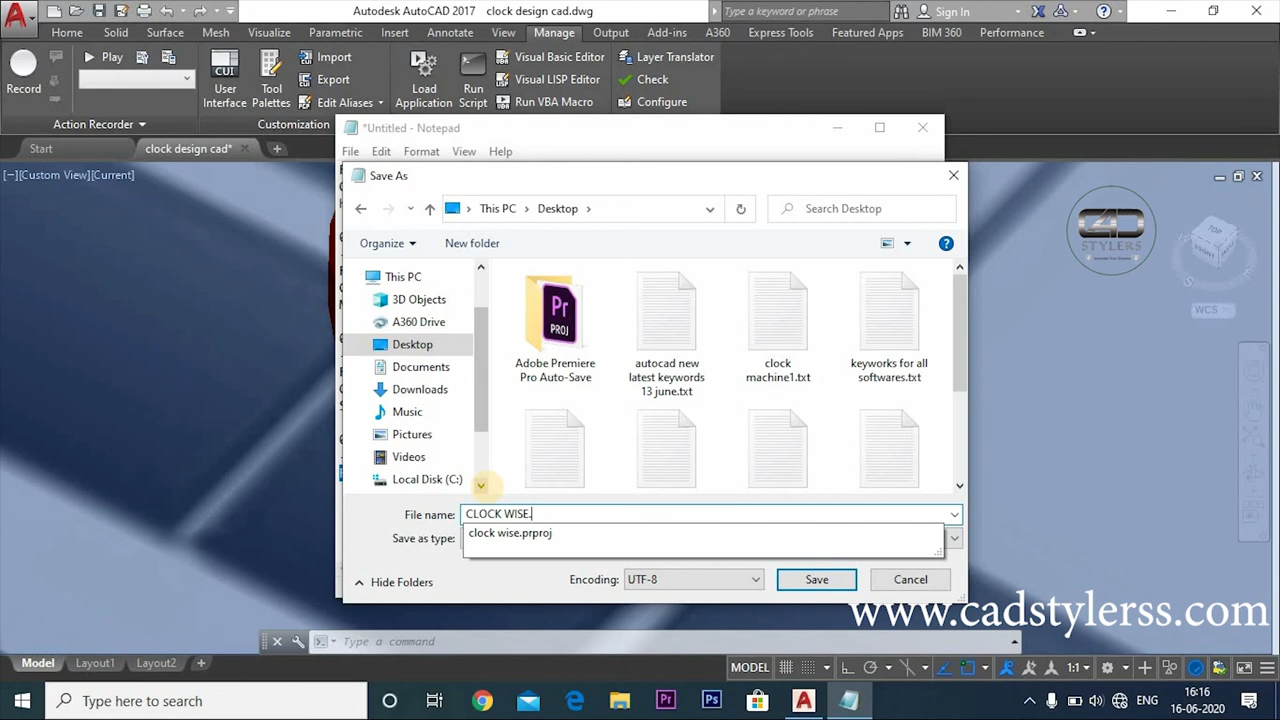 Autodesk AutoCAD 2017 clock design cad.dwg
Type a keyword or phrase
Sign In
Home Solid Surface Mesh Visualize Parametric Insert Annotate View Manage Output Add-ins A360 Express Tools Featured Apps BIM 360 Performance
Record
Play
CUI
User Interface
Tool Palettes
Import
Export
Edit Aliases
Load Application
Run Script
Visual Basic Editor
Visual LISP Editor
Run VBA Macro
Layer Translator
Check
Configure
Action Recorder
Customization
Start
clock design cad*
[−][Custom View][Current]
*Untitled - Notepad
File Edit Format View Help
Save As
This PC
Desktop
Search Desktop
Organize
New folder
This PC
3D Objects
A360 Drive
Desktop
Documents
Downloads
Music
Pictures
Videos
Local Disk (C:)
Pr
PROJ
Adobe Premiere
Pro Auto-Save
autocad new
latest keywords
13 june.txt
clock
machine1.txt
keyworks for all
softwares.txt
File name: CLOCK WISE.
clock wise.prproj
Save as type:
Hide Folders
Encoding: UTF-8
Save
Cancel
STYLERS
TOP
WCS
www.cadstylerss.com
Type a command
Model Layout1 Layout2
MODEL
1:1
Type here to search
Pr
Ps
A
ENG
16:16
16-06-2020